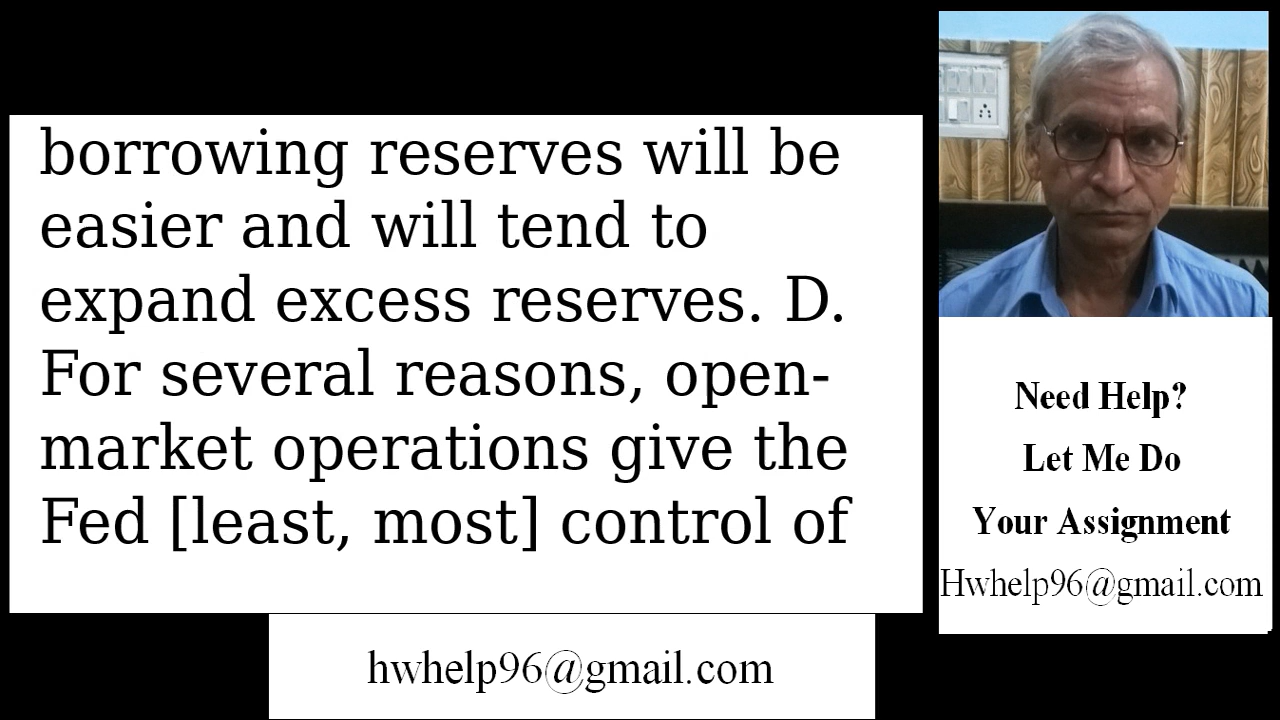 borrowing reserves will be
easier and will tend to
expand excess reserves. D.
For several reasons, open-
market operations give the
Fed [least, most] control of
Need Help?
Let Me Do
Your Assignment
Hwhelp96@gmail.com
hwhelp96@gmail.com